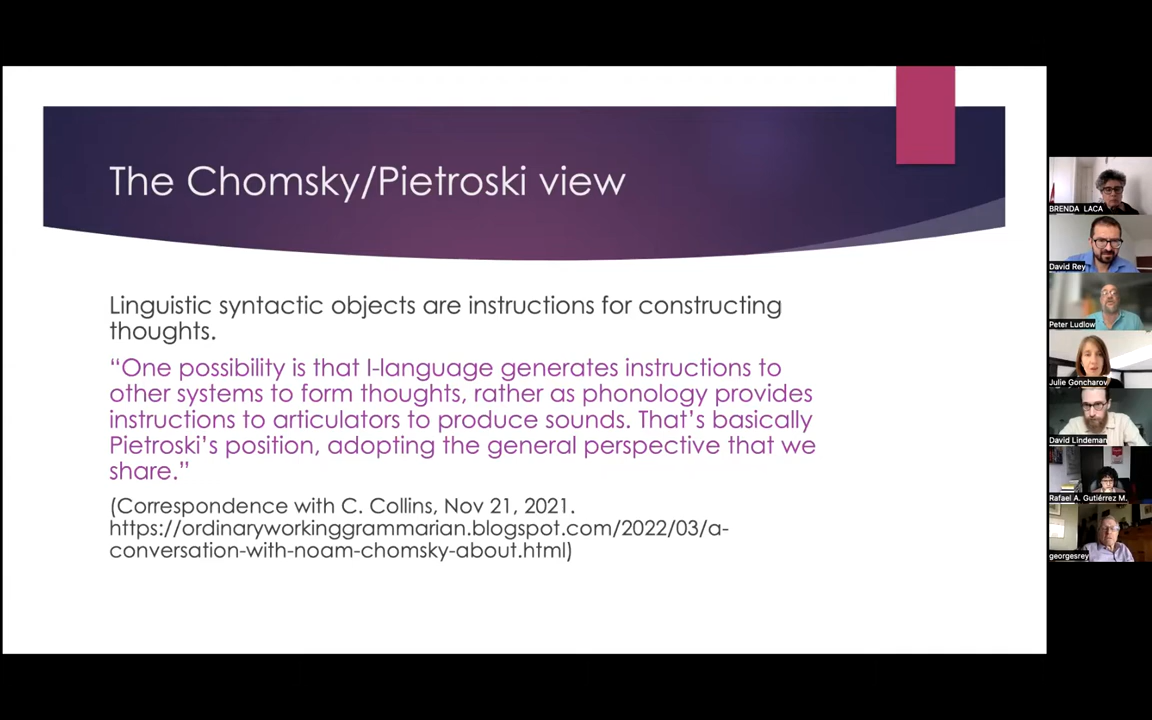 The Chomsky/Pietroski view
Linguistic syntactic objects are instructions for constructing
thoughts.
“One possibility is that I-language generates instructions to
other systems to form thoughts, rather as phonology provides
instructions to articulators to produce sounds. That’s basically
Pietroski’s position, adopting the general perspective that we
share.”
(Correspondence with C. Collins, Nov 21, 2021.
https://ordinaryworkinggrammarian.blogspot.com/2022/03/a-
conversation-with-noam-chomsky-about.html)
BRENDA LACA
David Rey
Peter Ludlow
Julie Goncharov
David Lindeman
Rafael A. Gutiérrez M.
georgesrey